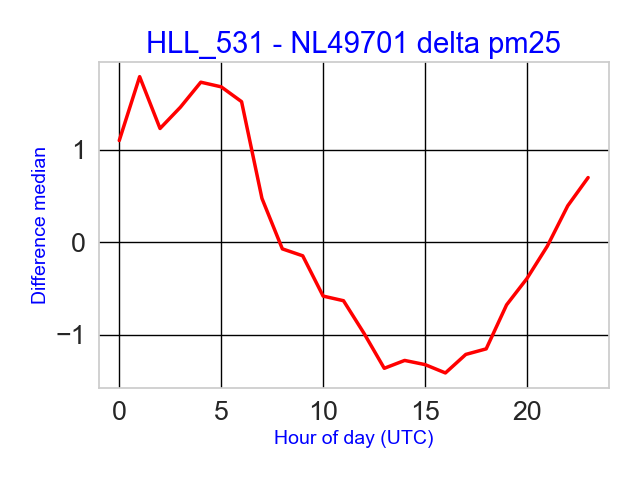 HLL_531 - NL49701 delta pm25
Difference median
1
0
−1
0 5 10 15 20
Hour of day (UTC)